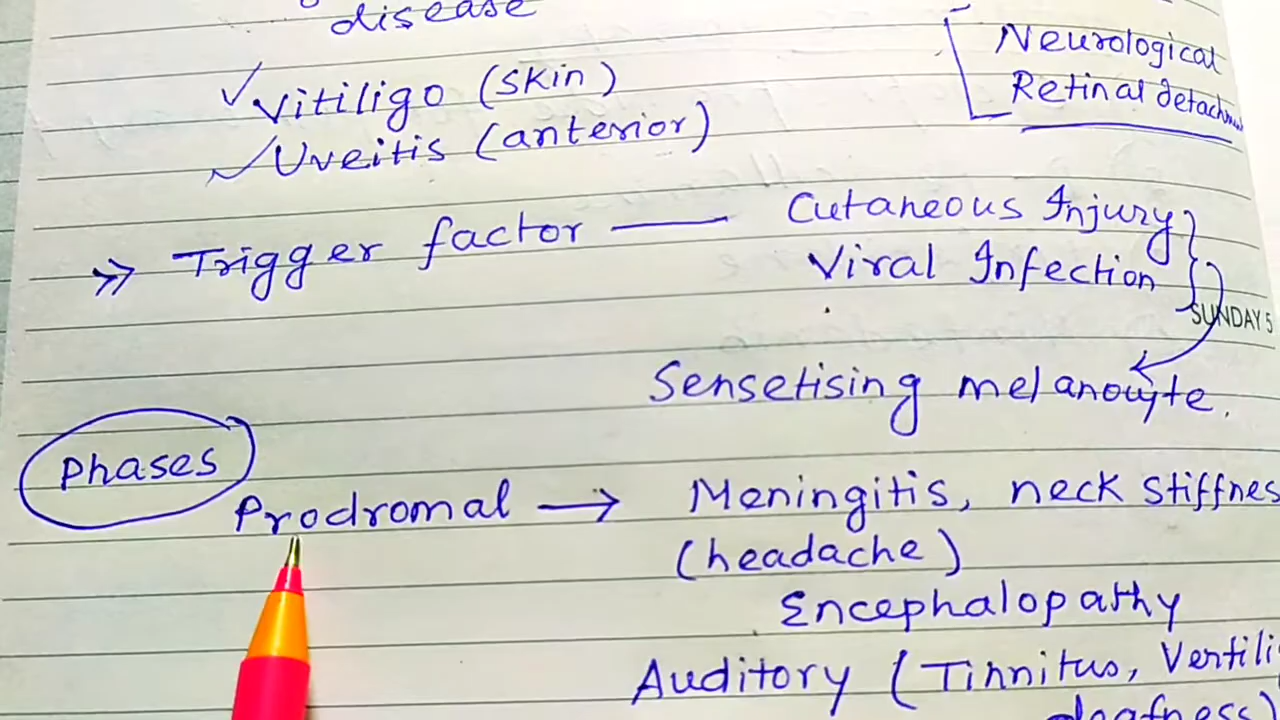 disease
Neurological
Retinal detachm
✓ Vitiligo (skin)
✓ Uveitis (anterior)
>> Trigger factor — Cutaneous Injury
Viral Infection
SUNDAY 5
Sensetising melanocyte.
Phases
Prodromal → Meningitis, neck stiffnes
(headache)
Encephalopathy
Auditory (Tinnitus, Vertili
deafness)